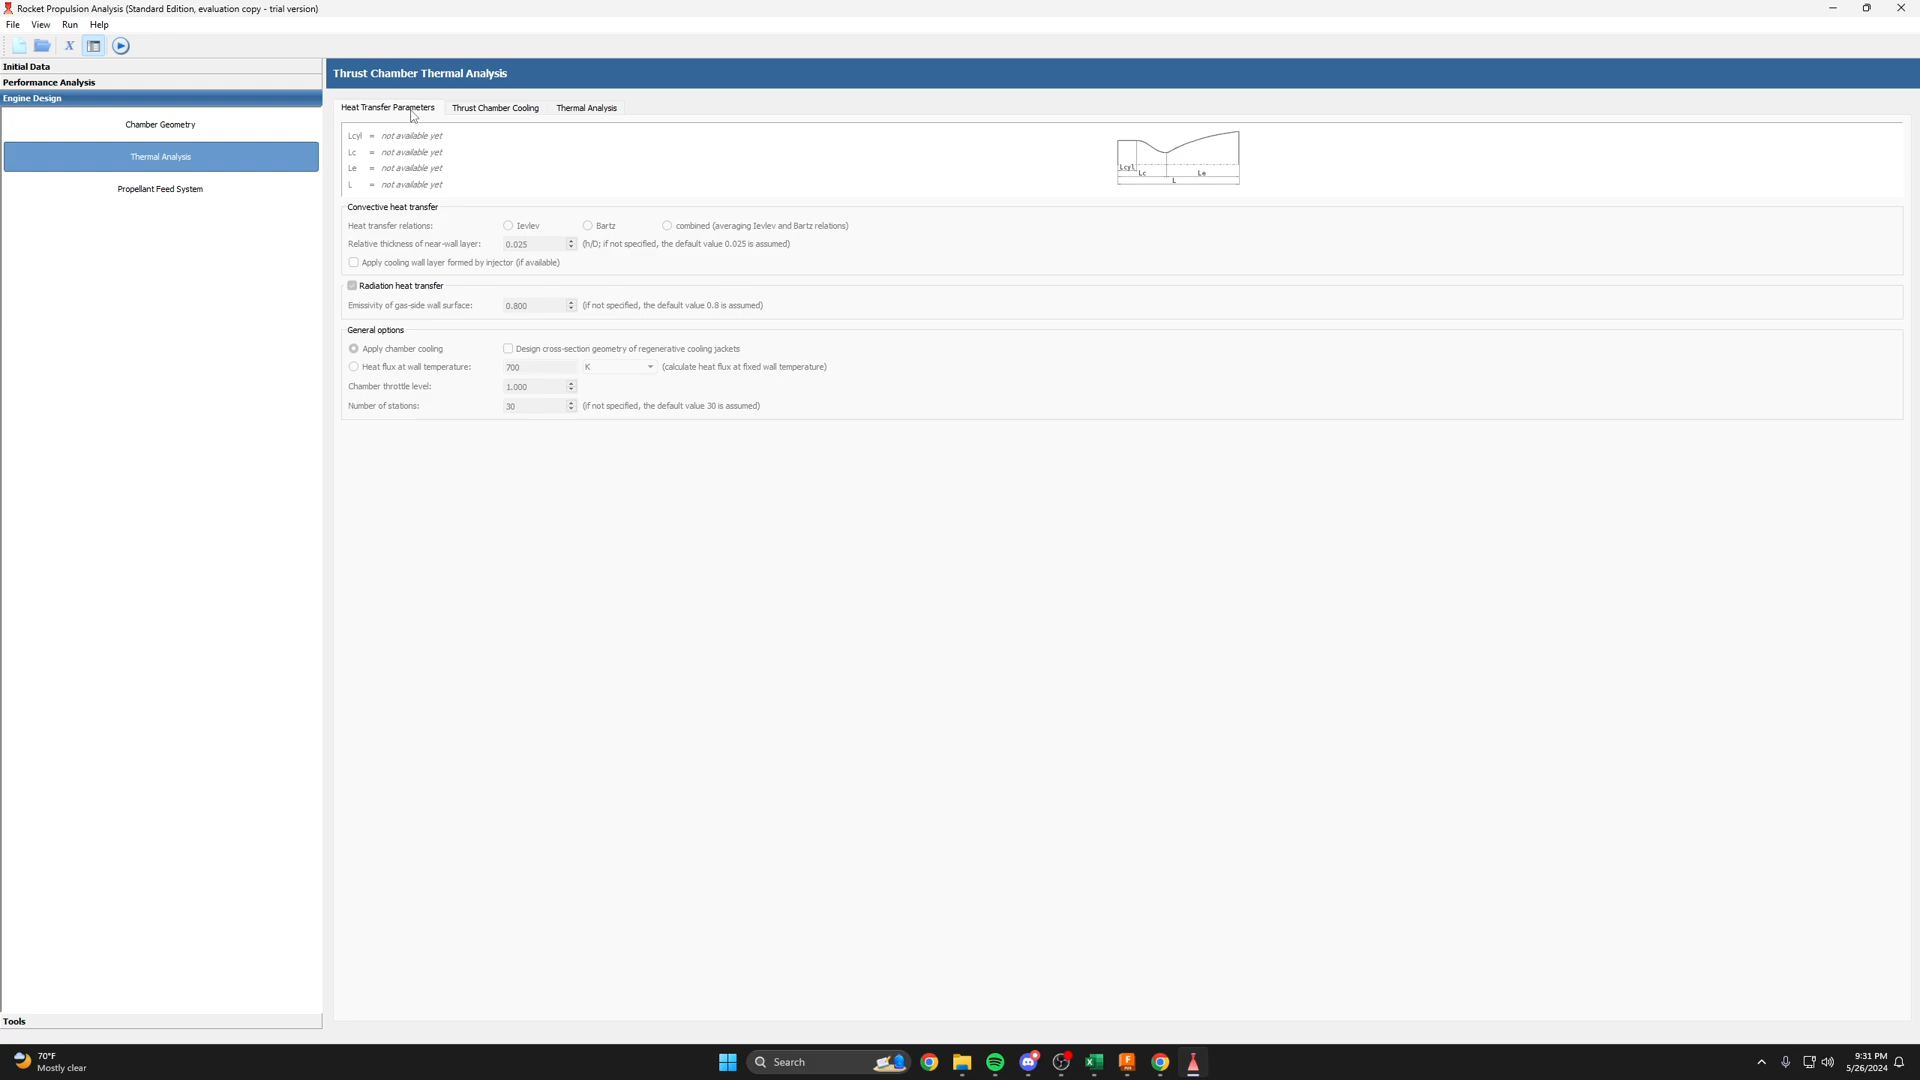 Rocket Propulsion Analysis (Standard Edition, evaluation copy - trial version)
File View Run Help
X
Initial Data
Performance Analysis
Engine Design
Chamber Geometry
Thermal Analysis
Propellant Feed System
Tools
Thrust Chamber Thermal Analysis
Heat Transfer Parameters Thrust Chamber Cooling Thermal Analysis
Lcyl = not available yet
Lc = not available yet
Le = not available yet
L = not available yet
Lcyl
Lc Le
L
Convective heat transfer
Heat transfer relations: Ievlev Bartz combined (averaging Ievlev and Bartz relations)
Relative thickness of near-wall layer: 0.025 (h/D; if not specified, the default value 0.025 is assumed)
Apply cooling wall layer formed by injector (if available)
Radiation heat transfer
Emissivity of gas-side wall surface: 0.800 (if not specified, the default value 0.8 is assumed)
General options
Apply chamber cooling Design cross-section geometry of regenerative cooling jackets
Heat flux at wall temperature: 700 K (calculate heat flux at fixed wall temperature)
Chamber throttle level: 1.000
Number of stations: 30 (if not specified, the default value 30 is assumed)
70°F
Mostly clear
Search
9:31 PM
5/26/2024